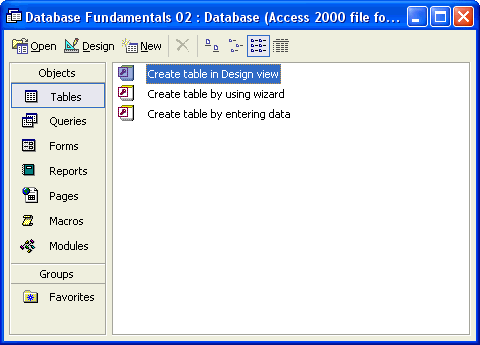 Database Fundamentals 02 : Database (Access 2000 file fo...
Open Design New
Objects
Tables
Queries
Forms
Reports
Pages
Macros
Modules
Groups
Favorites
Create table in Design view
Create table by using wizard
Create table by entering data